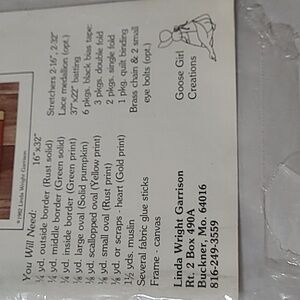 ©1992 Linda Wright Garrison
You Will Need: 16"x32"
¼ yd. outside border (Rust solid)
¼ yd. middle border (Green solid)
¼ yd. inside border (Green print)
⅛ yd. large oval (Solid pumpkin)
⅛ yd. scalloped oval (Yellow print)
⅛ yd. small oval (Rust print)
⅛ yd. or scraps - heart (Gold print)
1½ yds. muslin
Several fabric glue sticks
Frame - canvas
Stretchers 2-16", 2-32"
Lace medallion (opt.)
37"x22" batting
6 pkgs. black bias tape:
3 pkgs. double fold
2 pkgs. single fold
1 pkg. quilt binding
Brass chain & 2 small
eye bolts (opt.)
Goose Girl
Creations
Linda Wright Garrison
Rt. 2 Box 490A
Buckner, Mo. 64016
816-249-3559